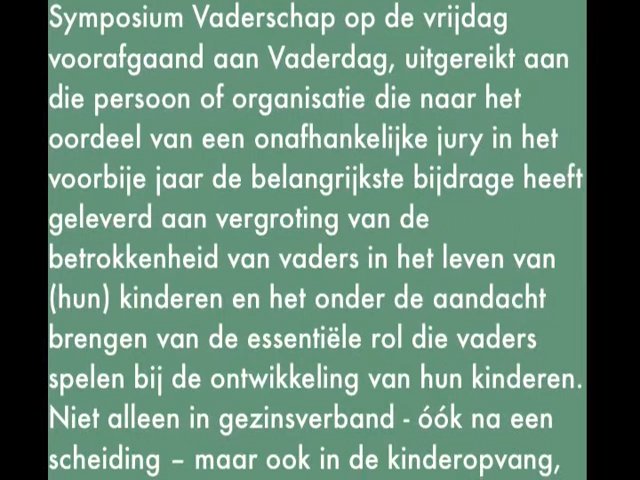 Symposium Vaderschap op de vrijdag
voorafgaand aan Vaderdag, uitgereikt aan
die persoon of organisatie die naar het
oordeel van een onafhankelijke jury in het
voorbije jaar de belangrijkste bijdrage heeft
geleverd aan vergroting van de
betrokkenheid van vaders in het leven van
(hun) kinderen en het onder de aandacht
brengen van de essentiële rol die vaders
spelen bij de ontwikkeling van hun kinderen.
Niet alleen in gezinsverband - óók na een
scheiding – maar ook in de kinderopvang,